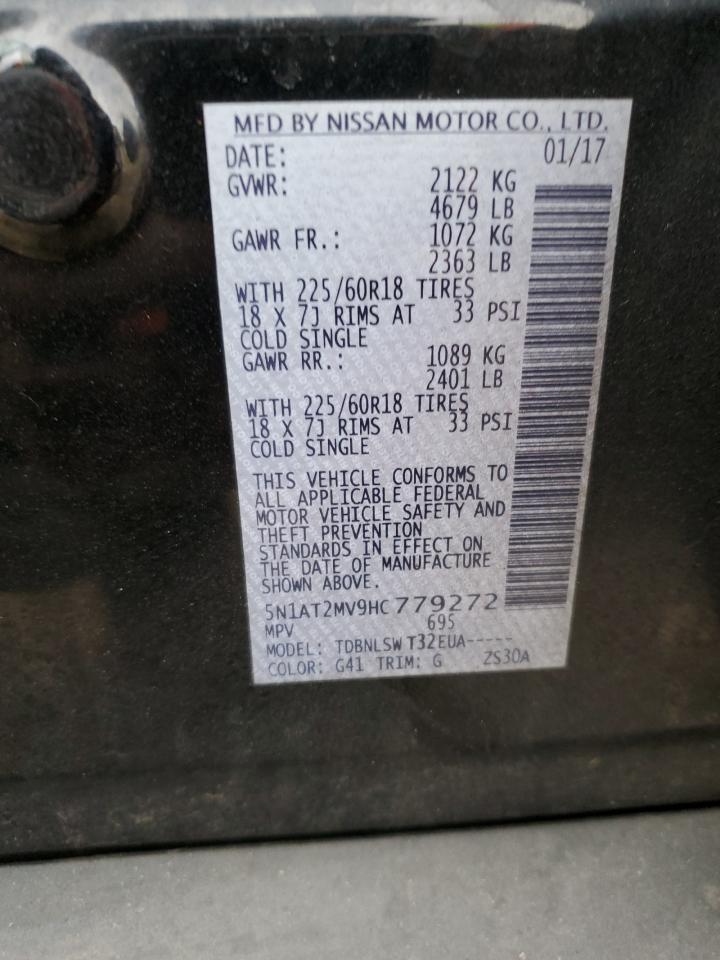 MFD BY NISSAN MOTOR CO., LTD.
DATE: 01/17
GVWR: 2122 KG
4679 LB
GAWR FR.: 1072 KG
2363 LB
WITH 225/60R18 TIRES
18 X 7J RIMS AT 33 PSI
COLD SINGLE
GAWR RR.: 1089 KG
2401 LB
WITH 225/60R18 TIRES
18 X 7J RIMS AT 33 PSI
COLD SINGLE
THIS VEHICLE CONFORMS TO
ALL APPLICABLE FEDERAL
MOTOR VEHICLE SAFETY AND
THEFT PREVENTION
STANDARDS IN EFFECT ON
THE DATE OF MANUFACTURE
SHOWN ABOVE.
5N1AT2MV9HC779272
MPV 695
MODEL: TDBNLSW T32EUA-----
COLOR: G41 TRIM: G ZS30A